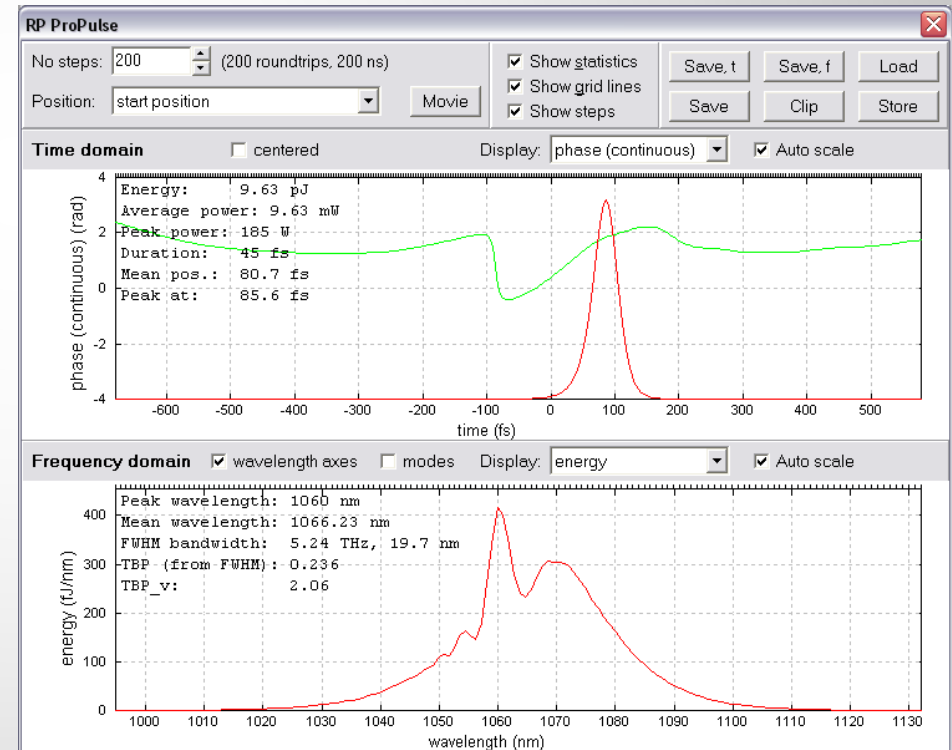 RP ProPulse
No steps: 200 (200 roundtrips, 200 ns)
Position: start position Movie
Show statistics
Show grid lines
Show steps
Save, t Save, f Load
Save Clip Store
Time domain centered Display: phase (continuous) Auto scale
phase (continuous) (rad)
4
2
0
-2
-4
Energy: 9.63 pJ
Average power: 9.63 mW
Peak power: 185 W
Duration: 45 fs
Mean pos.: 80.7 fs
Peak at: 85.6 fs
-600 -500 -400 -300 -200 -100 0 100 200 300 400 500
time (fs)
Frequency domain wavelength axes modes Display: energy Auto scale
energy (fJ/nm)
400
300
200
100
0
Peak wavelength: 1060 nm
Mean wavelength: 1066.23 nm
FWHM bandwidth: 5.24 THz, 19.7 nm
TBP (from FWHM): 0.236
TBP_v: 2.06
1000 1010 1020 1030 1040 1050 1060 1070 1080 1090 1100 1110 1120 1130
wavelength (nm)